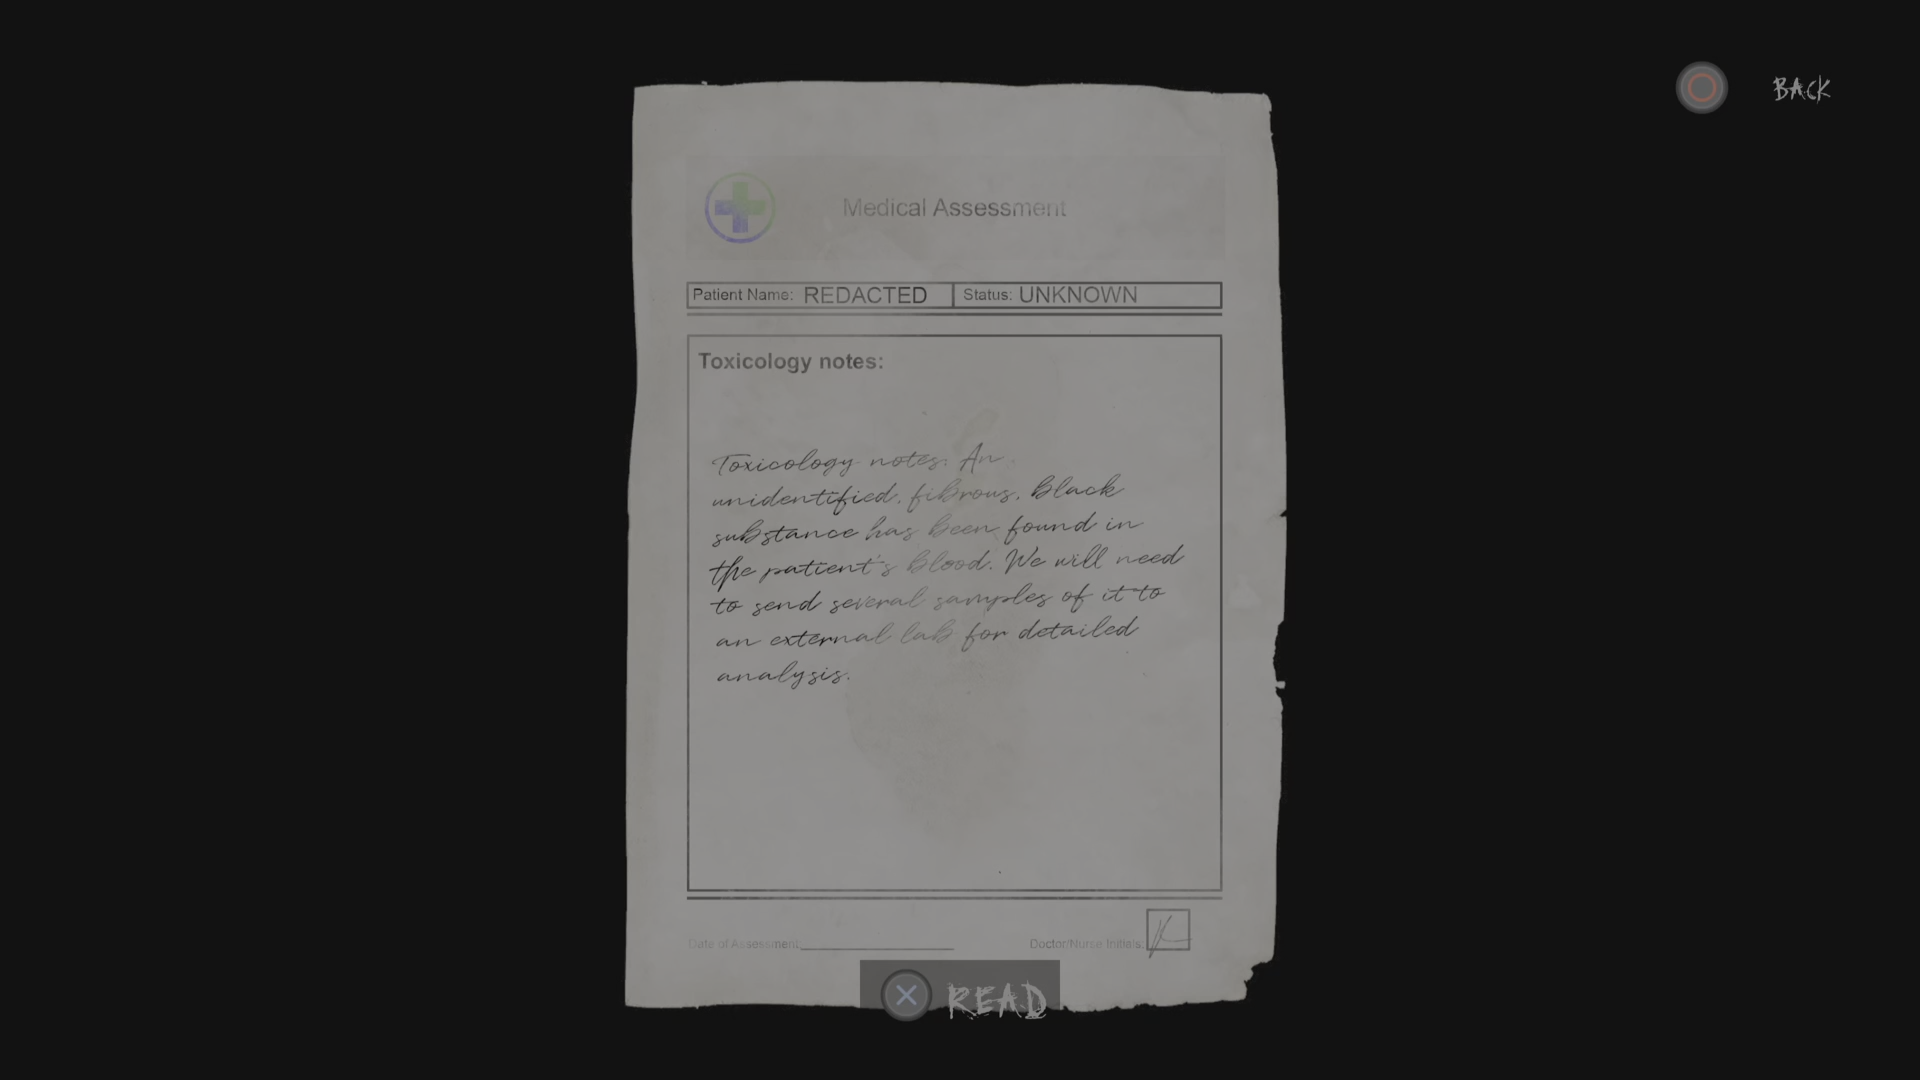 BACK
Medical Assessment
Patient Name: REDACTED Status: UNKNOWN
Toxicology notes:
Toxicology notes: An
unidentified, fibrous, black
substance has been found in
the patient's blood. We will need
to send several samples of it to
an external lab for detailed
analysis.
Date of Assessment:
Doctor/Nurse Initials:
READ